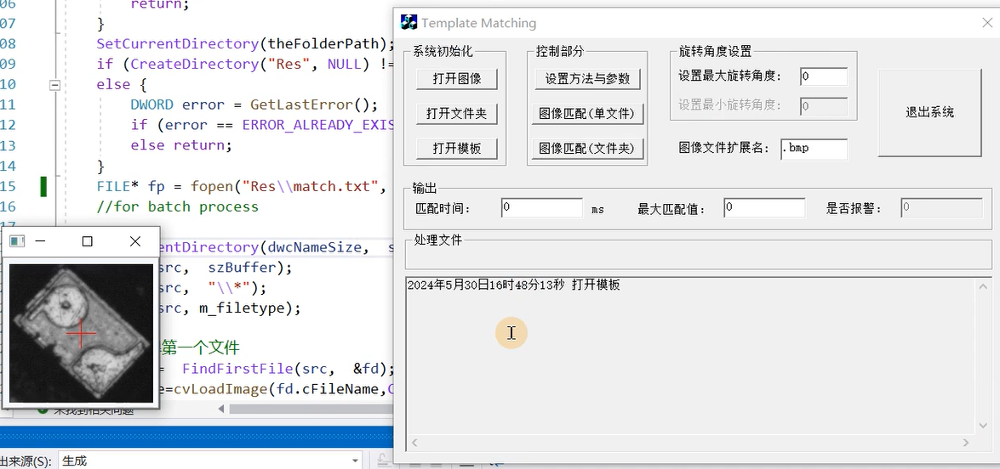 06 return;
07 }
08 SetCurrentDirectory(theFolderPath);
09 if (CreateDirectory("Res", NULL) !=
10 else {
11 DWORD error = GetLastError();
12 if (error == ERROR_ALREADY_EXIS
13 else return;
14 }
15 FILE* fp = fopen("Res\\match.txt",
16 //for batch process
17
entDirectory(dwcNameSize, s
src, szBuffer);
src, "\\*");
src, m_filetype);
第一个文件
= FindFirstFile(src, &fd);
e=cvLoadImage(fd.cFileName,C
未找到相关问题
出来源(S): 生成
Template Matching
系统初始化
打开图像
打开文件夹
打开模板
控制部分
设置方法与参数
图像匹配(单文件)
图像匹配(文件夹)
旋转角度设置
设置最大旋转角度: 0
设置最小旋转角度: 0
图像文件扩展名: .bmp
退出系统
输出
匹配时间: 0 ms 最大匹配值: 0 是否报警: 0
处理文件
2024年5月30日16时48分13秒 打开模板